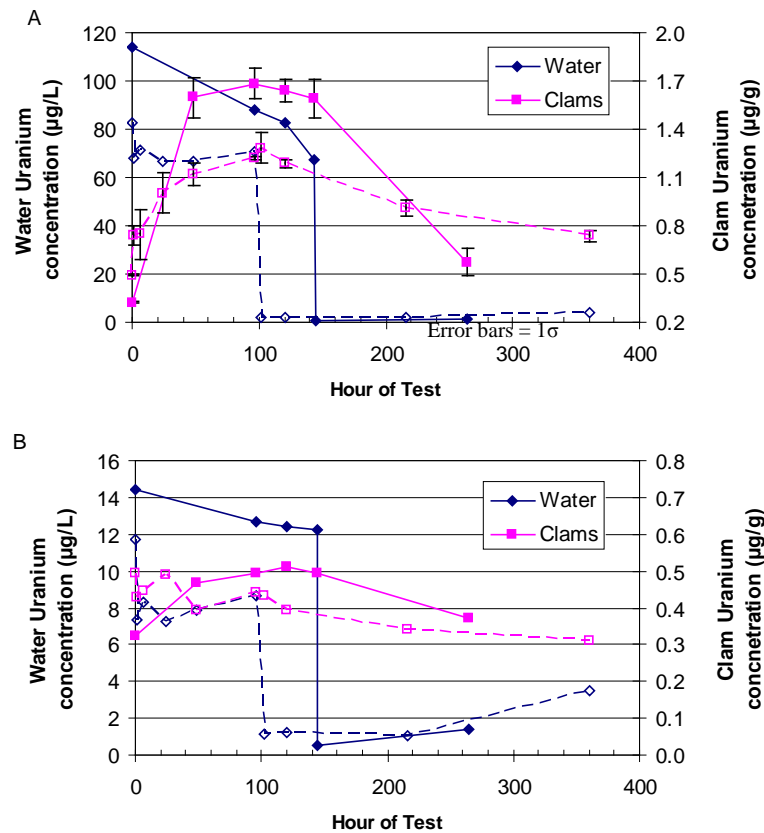 A
Water Uranium
concentration (µg/L)
120
100
80
60
40
20
0
Water
Clams
2.0
1.7
1.4
1.1
0.8
0.5
0.2
Clam Uranium
concnetration (µg/g)
Error bars = 1σ
0 100 200 300 400
Hour of Test
B
Water Uranium
concentration (µg/L)
16
14
12
10
8
6
4
2
0
Water
Clams
0.8
0.7
0.6
0.5
0.4
0.3
0.2
0.1
0.0
Clam Uranium
concnetration (µg/g)
0 100 200 300 400
Hour of Test